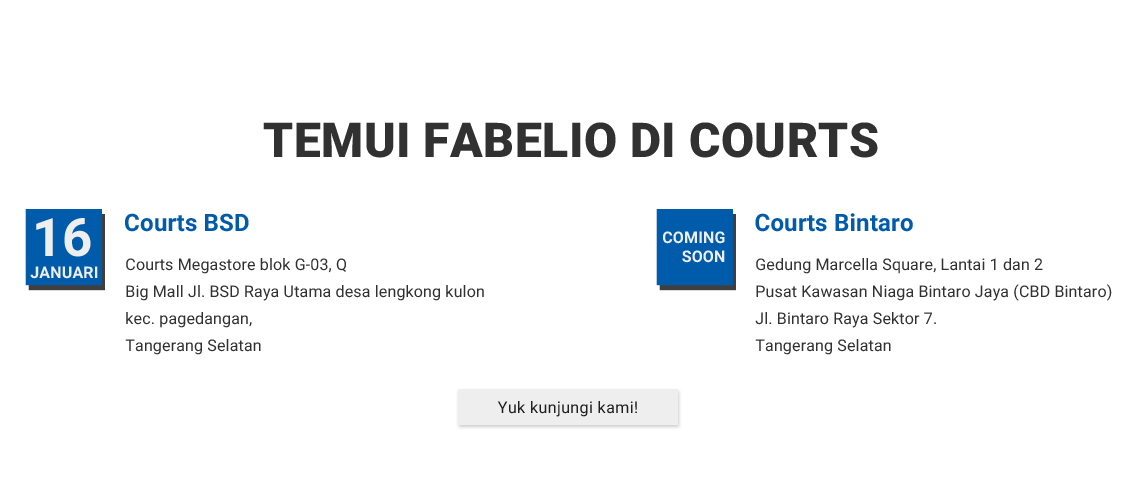 TEMUI FABELIO DI COURTS
16
JANUARI
Courts BSD
Courts Megastore blok G-03, Q
Big Mall Jl. BSD Raya Utama desa lengkong kulon
kec. pagedangan,
Tangerang Selatan
COMING
SOON
Courts Bintaro
Gedung Marcella Square, Lantai 1 dan 2
Pusat Kawasan Niaga Bintaro Jaya (CBD Bintaro)
Jl. Bintaro Raya Sektor 7.
Tangerang Selatan
Yuk kunjungi kami!